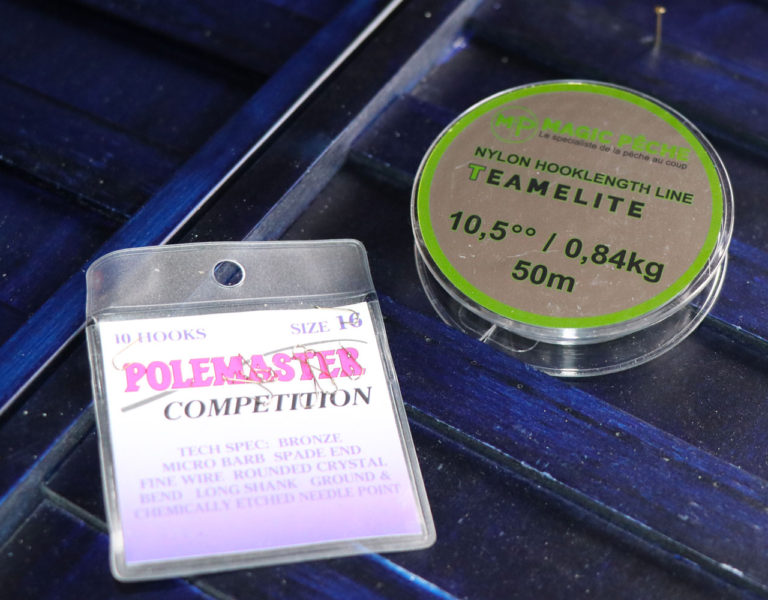 MP MAGIC PÊCHE
Le spécialiste de la pêche au coup
NYLON HOOKLENGTH LINE
TEAMELITE
10,5°° / 0,84kg
50m
10 HOOKS SIZE 16
POLEMASTER
COMPETITION
TECH SPEC: BRONZE
MICRO BARB SPADE END
FINE WIRE ROUNDED CRYSTAL
BEND LONG SHANK GROUND &
CHEMICALLY ETCHED NEEDLE POINT